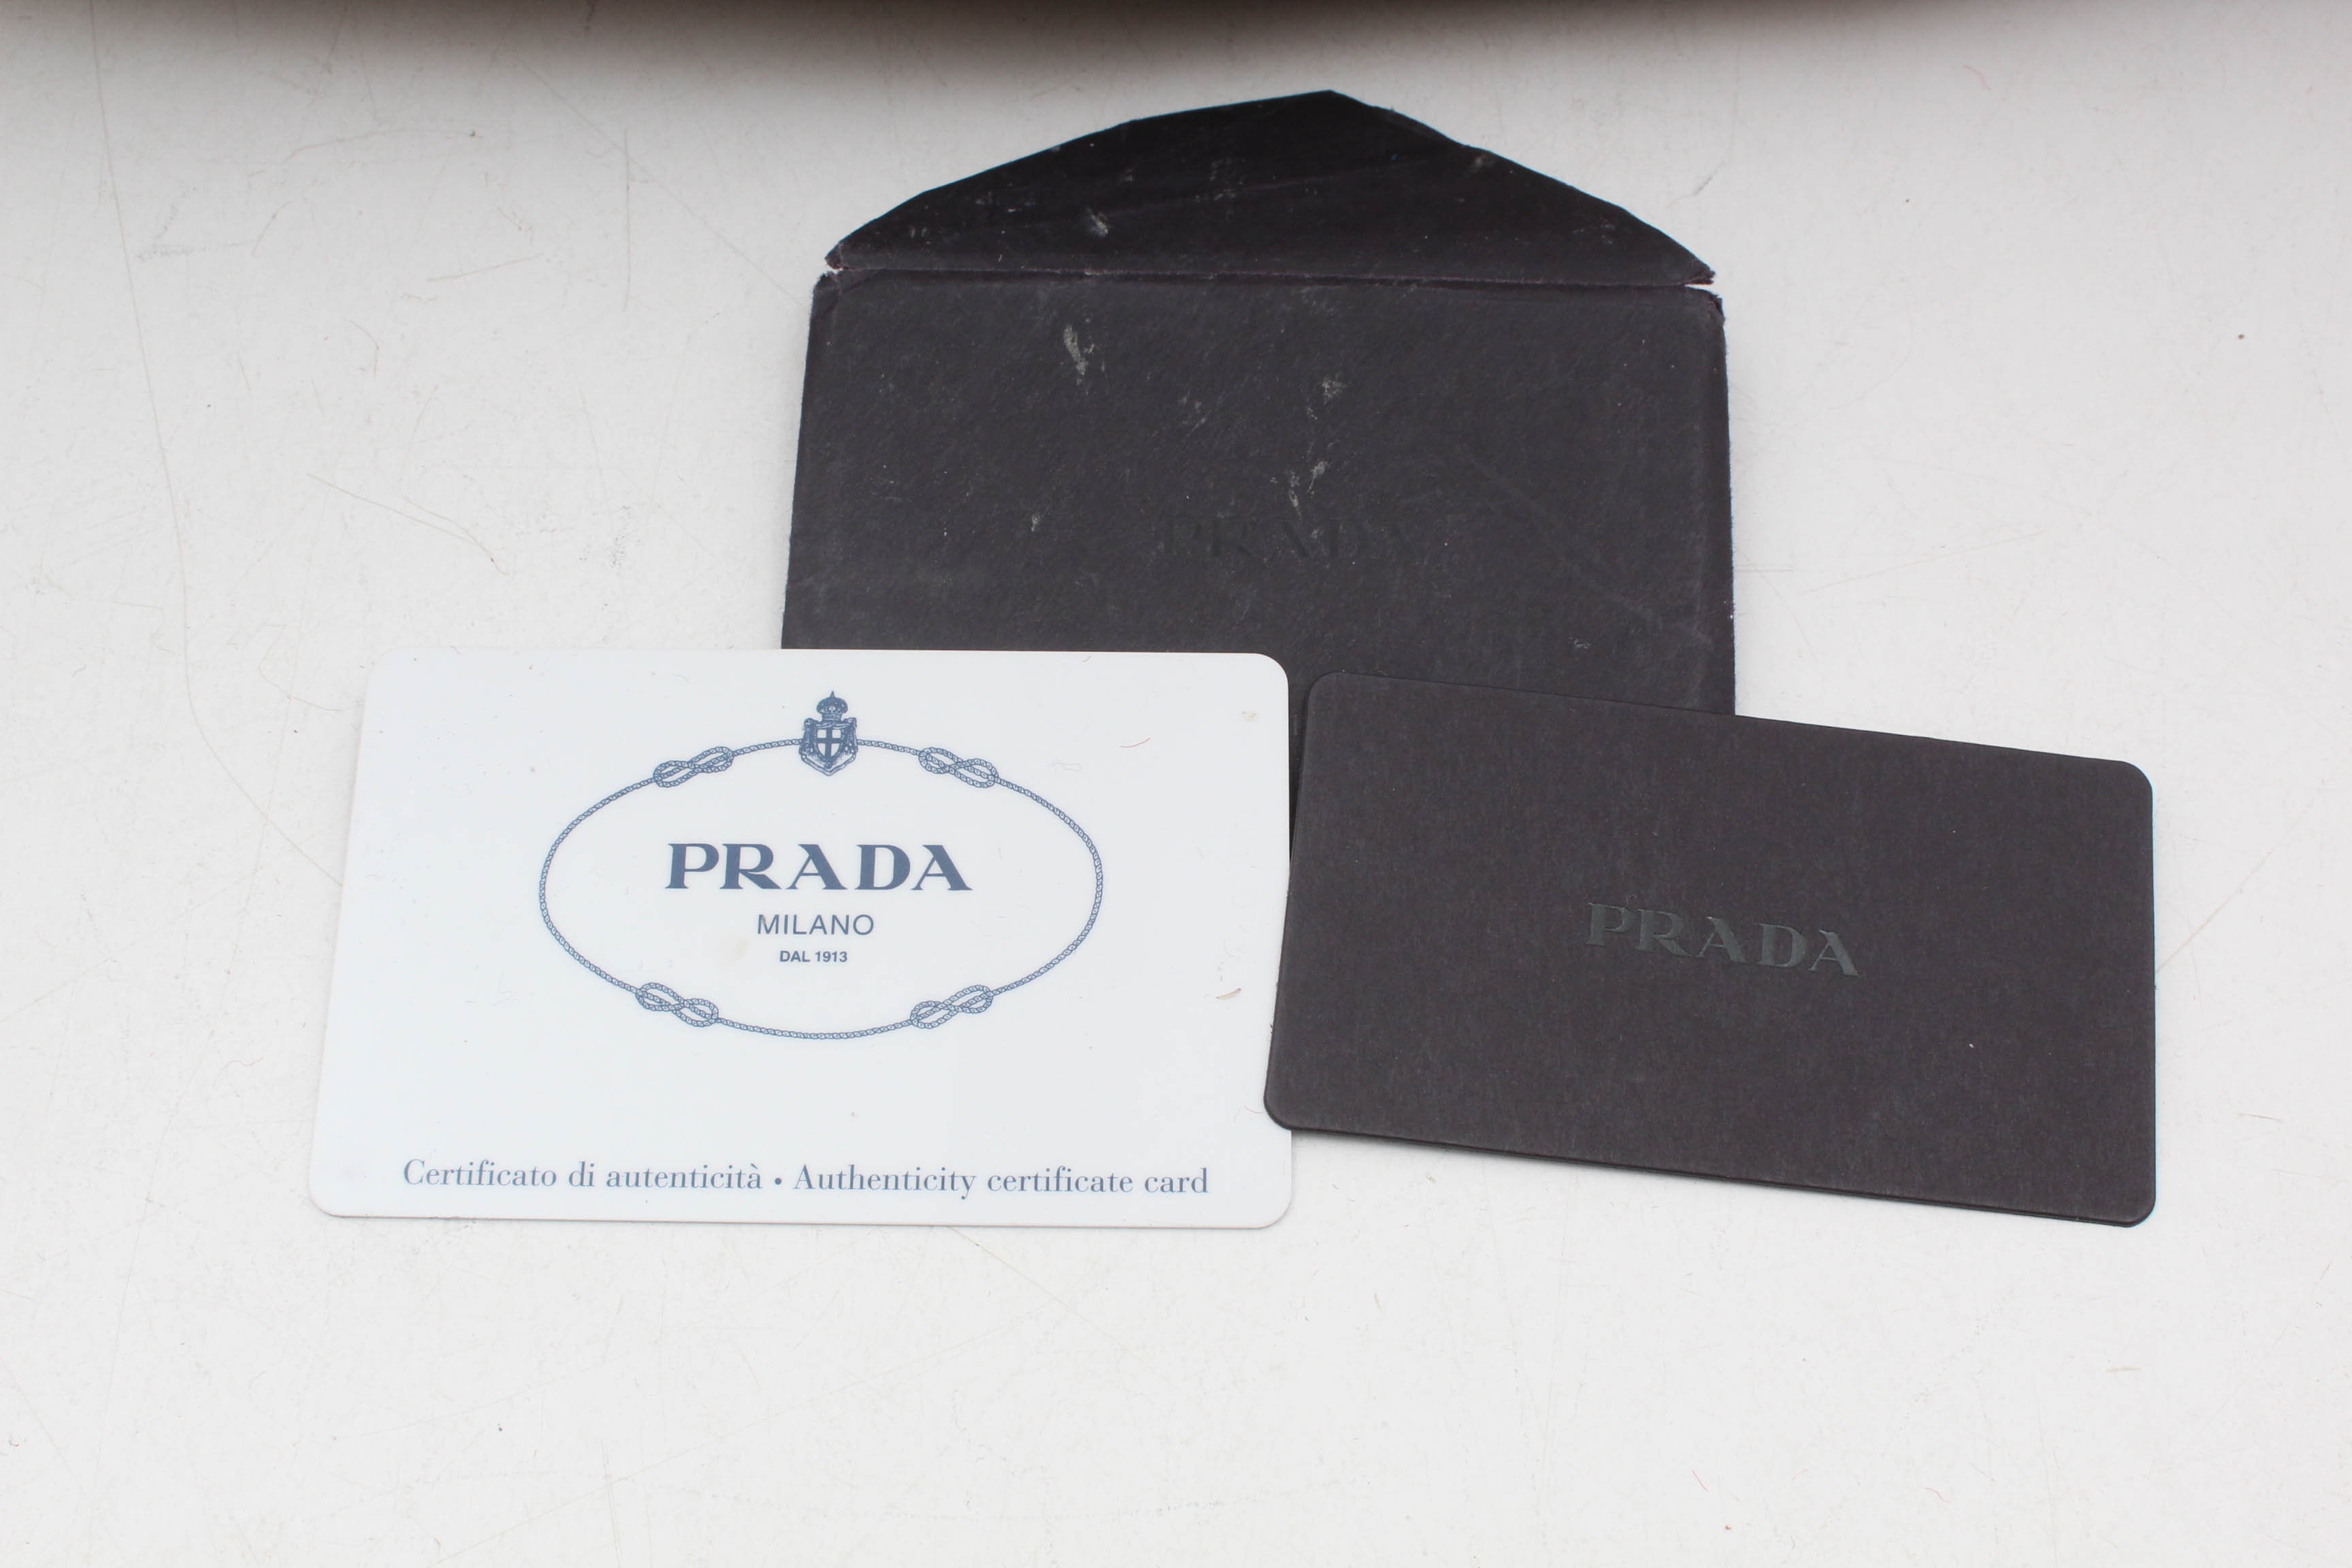 PRADA
PRADA
MILANO
DAL 1913
Certificato di autenticità • Authenticity certificate card
PRADA